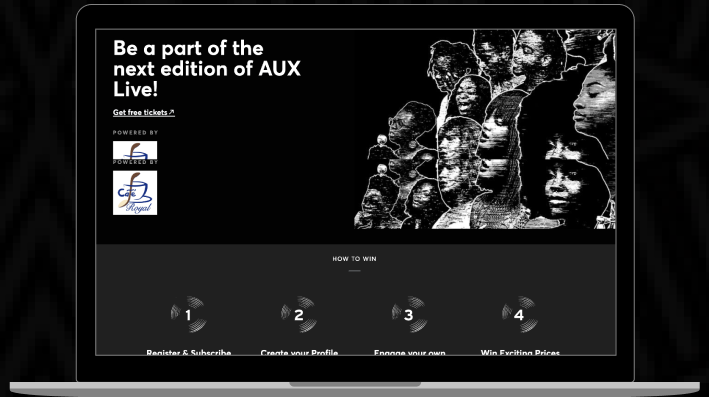 Be a part of the
next edition of AUX
Live!
Get free tickets↗
POWERED BY
POWERED BY
Café
Royal
HOW TO WIN
1
2
3
4
Register & Subscribe
Create your Profile
Engage your own
Win Exciting Prices